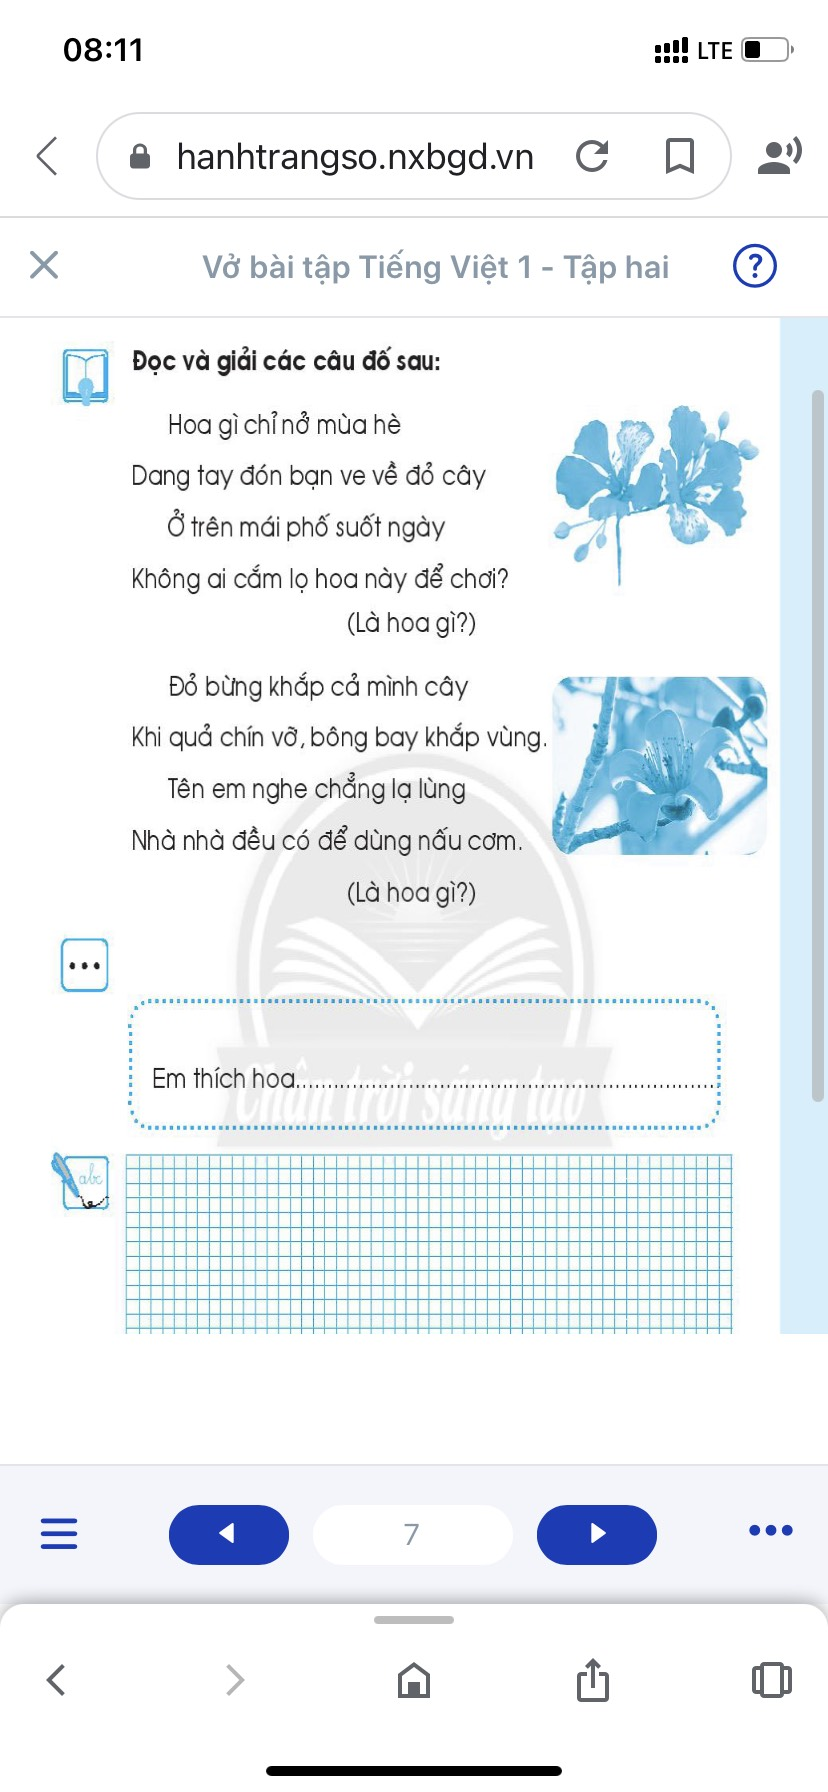 08:11
LTE
hanhtrangso.nxbgd.vn
Vở bài tập Tiếng Việt 1 - Tập hai
?
Đọc và giải các câu đố sau:
Hoa gì chỉ nở mùa hè
Dang tay đón bạn ve về đỏ cây
Ở trên mái phố suốt ngày
Không ai cắm lọ hoa này để chơi?
(Là hoa gì?)
Đỏ bừng khắp cả mình cây
Khi quả chín vỡ, bông bay khắp vùng.
Tên em nghe chẳng lạ lùng
Nhà nhà đều có để dùng nấu cơm.
(Là hoa gì?)
...
Em thích hoa...............................................................
Chân trời sáng tạo
abc
7